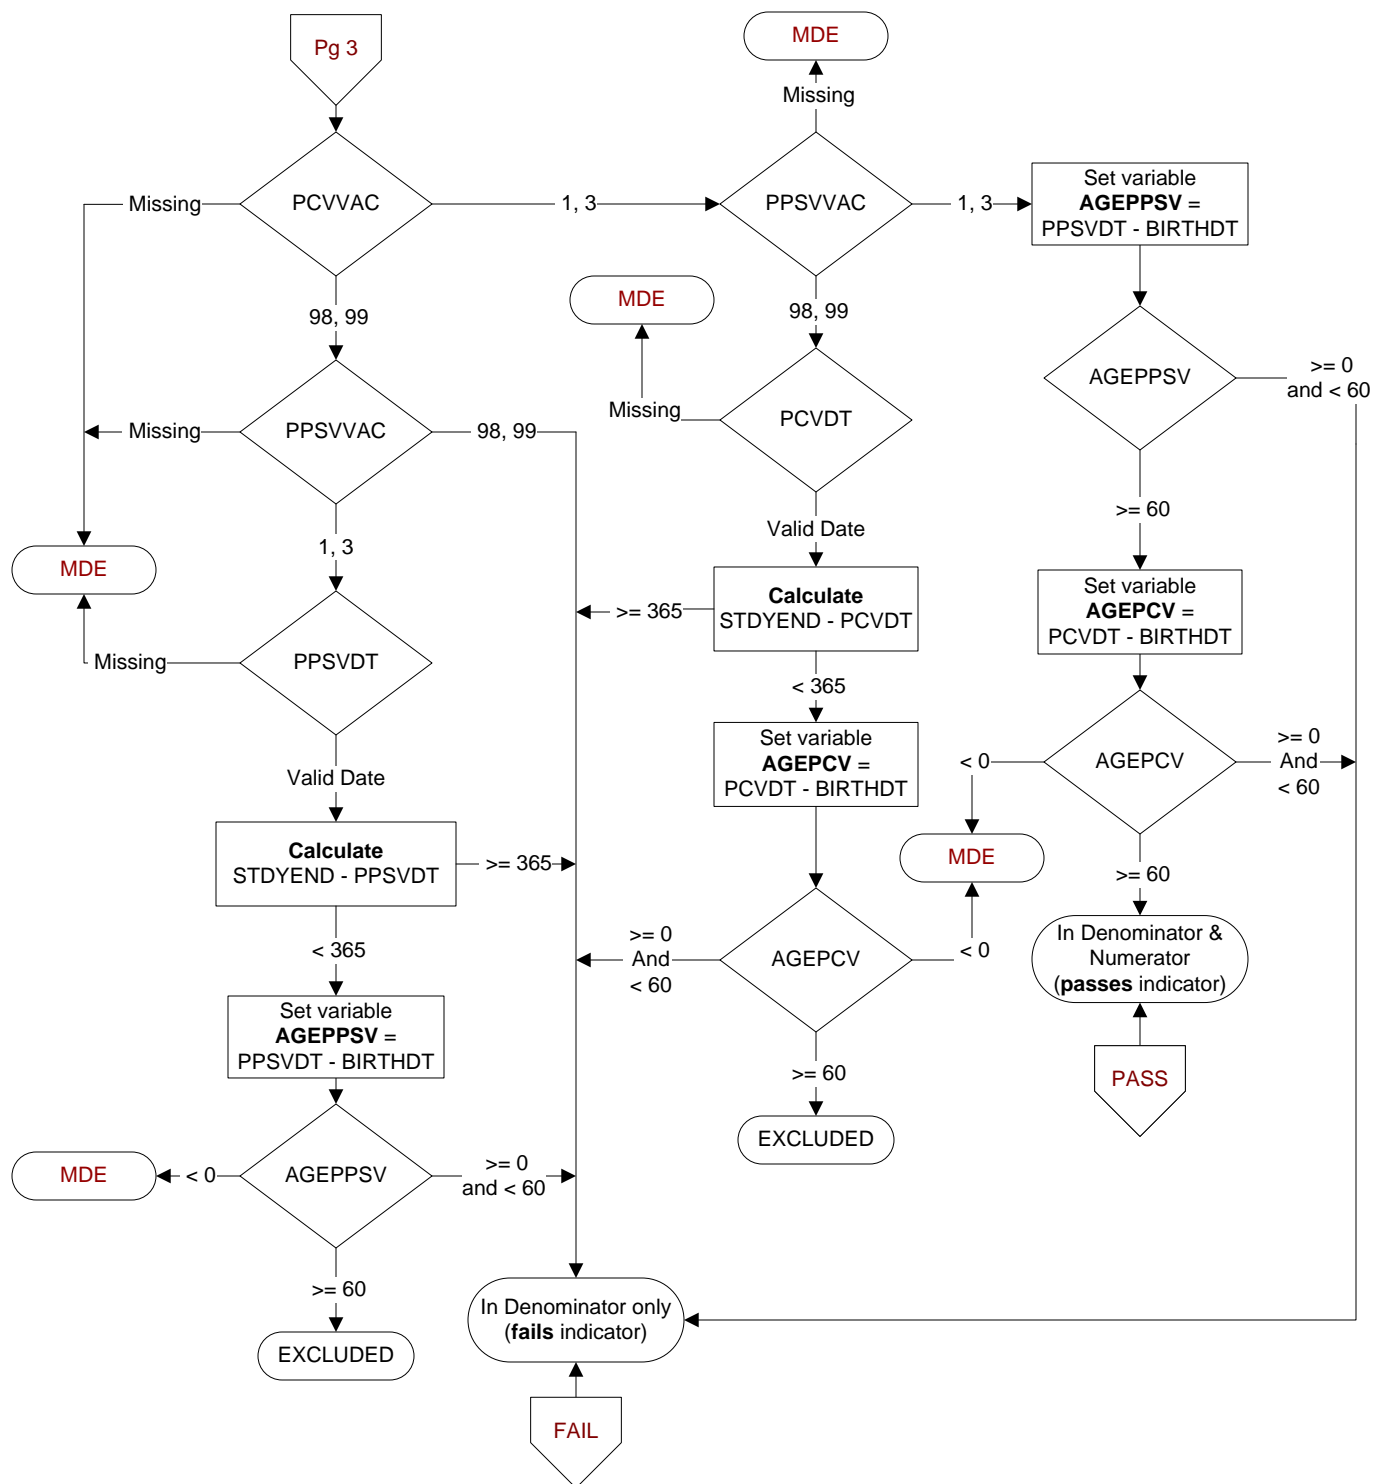 Pg 3
MDE
Missing
PCVVAC
Missing
1, 3
PPSVVAC
1, 3
Set variable
AGEPPSV =
PPSVDT - BIRTHDT
98, 99
MDE
98, 99
AGEPPSV
>= 0
and < 60
PPSVVAC
Missing
98, 99
Missing
PCVDT
>= 60
Valid Date
1, 3
MDE
Calculate
STDYEND - PCVDT
>= 365
Set variable
AGEPCV =
PCVDT - BIRTHDT
PPSVDT
Missing
< 365
Set variable
AGEPCV =
PCVDT - BIRTHDT
AGEPCV
< 0
>= 0
And
< 60
Valid Date
Calculate
STDYEND - PPSVDT
>= 365
MDE
>= 60
< 365
AGEPCV
>= 0
And
< 60
< 0
In Denominator &
Numerator
(passes indicator)
Set variable
AGEPPSV =
PPSVDT - BIRTHDT
>= 60
PASS
EXCLUDED
MDE
< 0
AGEPPSV
>= 0
and < 60
>= 60
In Denominator only
(fails indicator)
EXCLUDED
FAIL